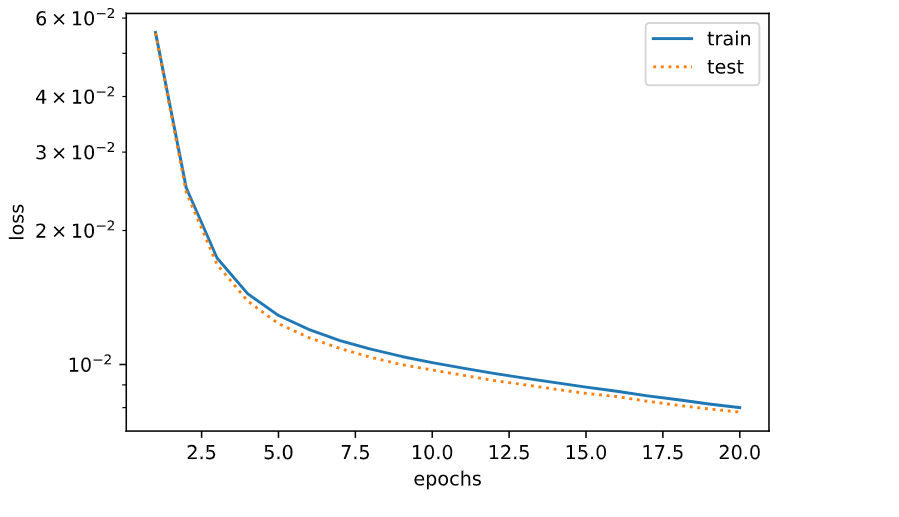 6 × 10⁻²
4 × 10⁻²
3 × 10⁻²
2 × 10⁻²
10⁻²
loss
train
test
2.5 5.0 7.5 10.0 12.5 15.0 17.5 20.0
epochs